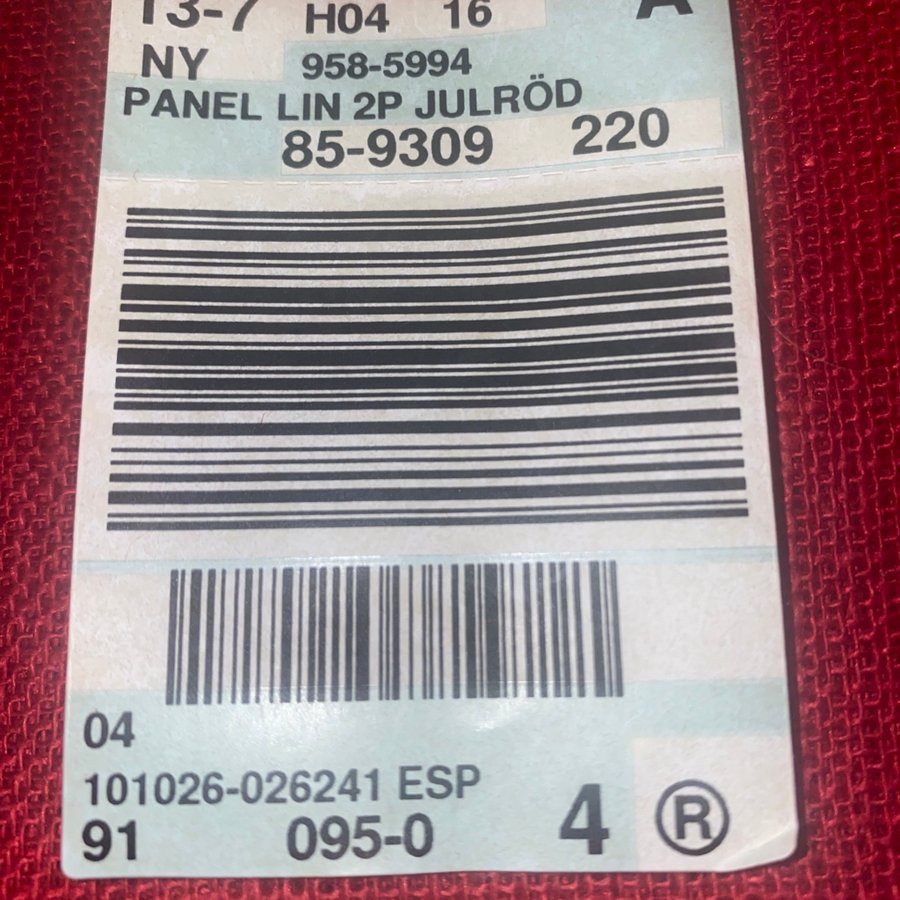 13-7 H04 16 A
NY 958-5994
PANEL LIN 2P JULRÖD
85-9309 220
04
101026-026241 ESP
91 095-0 4 ®